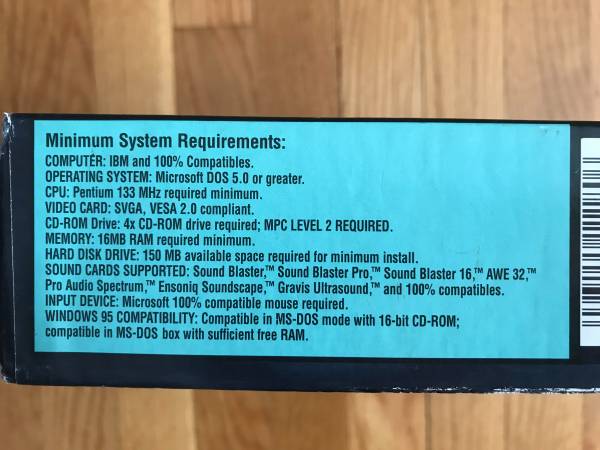 Minimum System Requirements:
COMPUTER: IBM and 100% Compatibles.
OPERATING SYSTEM: Microsoft DOS 5.0 or greater.
CPU: Pentium 133 MHz required minimum.
VIDEO CARD: SVGA, VESA 2.0 compliant.
CD-ROM Drive: 4x CD-ROM drive required; MPC LEVEL 2 REQUIRED.
MEMORY: 16MB RAM required minimum.
HARD DISK DRIVE: 150 MB available space required for minimum install.
SOUND CARDS SUPPORTED: Sound Blaster,™ Sound Blaster Pro,™ Sound Blaster 16,™ AWE 32,™
Pro Audio Spectrum,™ Ensoniq Soundscape,™ Gravis Ultrasound,™ and 100% compatibles.
INPUT DEVICE: Microsoft 100% compatible mouse required.
WINDOWS 95 COMPATIBILITY: Compatible in MS-DOS mode with 16-bit CD-ROM;
compatible in MS-DOS box with sufficient free RAM.